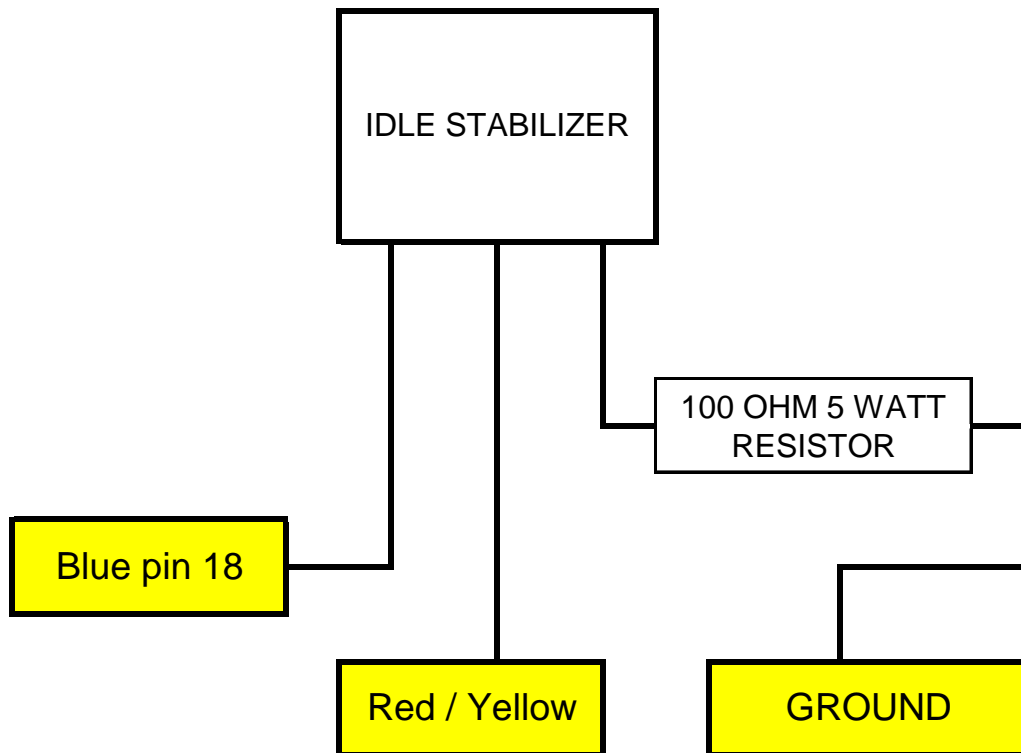 IDLE STABILIZER
100 OHM 5 WATT
RESISTOR
Blue pin 18
Red / Yellow
GROUND